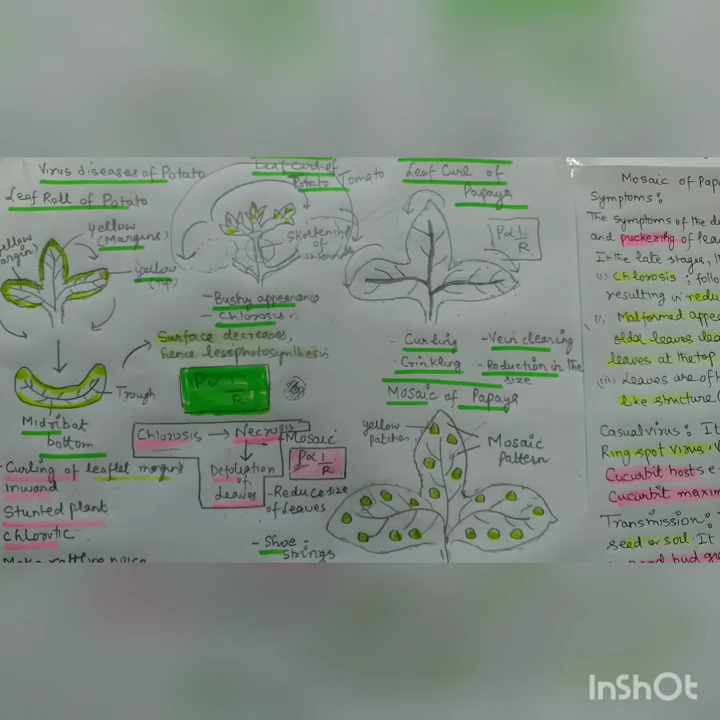 Virus diseases of Potato
Leaf Roll of Potato
yellow
(Margins)
yellow
Margin)
yellow (Tip)
Trough
Midrib at
bottom
- Curling of leaflet margins
inward
Stunted plant
chlorotic
Leaf Curl of
Potato Tomato
Shortening
of
- Bushy appearance
- Chlorosis
Surface decreases,
hence less photosynthesis
P∝ 1/R
Chlorosis → Necrosis
Defoliation
of
Leaves
- Mosaic
P∝ 1/R
- Reduce size
of Leaves
- Shoe -
strings
Leaf Curl of
Papaya
P∝ 1/R
- Curling
- Vein clearing
- Crinkling
- Reduction in the
size
Mosaic of Papaya
yellow
patches
Mosaic
pattern
Mosaic of Pap
Symptoms:
The symptoms of the d
and puckering of lea
In the late stages, 
(i) Chlorosis ; follo
resulting in redu
Malformed appe
older leaves
leaves at the top
(iii) Leaves are of
like structure
Casual virus : It
Ring spot virus
Cucurbit hosts e
Cucurbit maxim
Transmission :
seed or soil. It
bud
InShOt